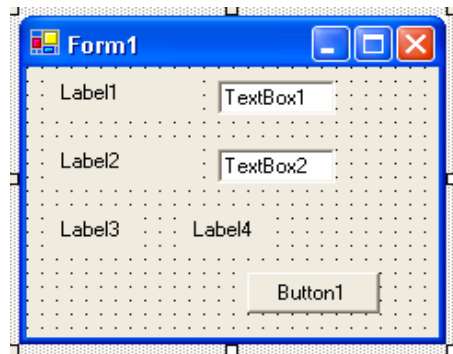 Form1
Label1 TextBox1
Label2 TextBox2
Label3 Label4
Button1